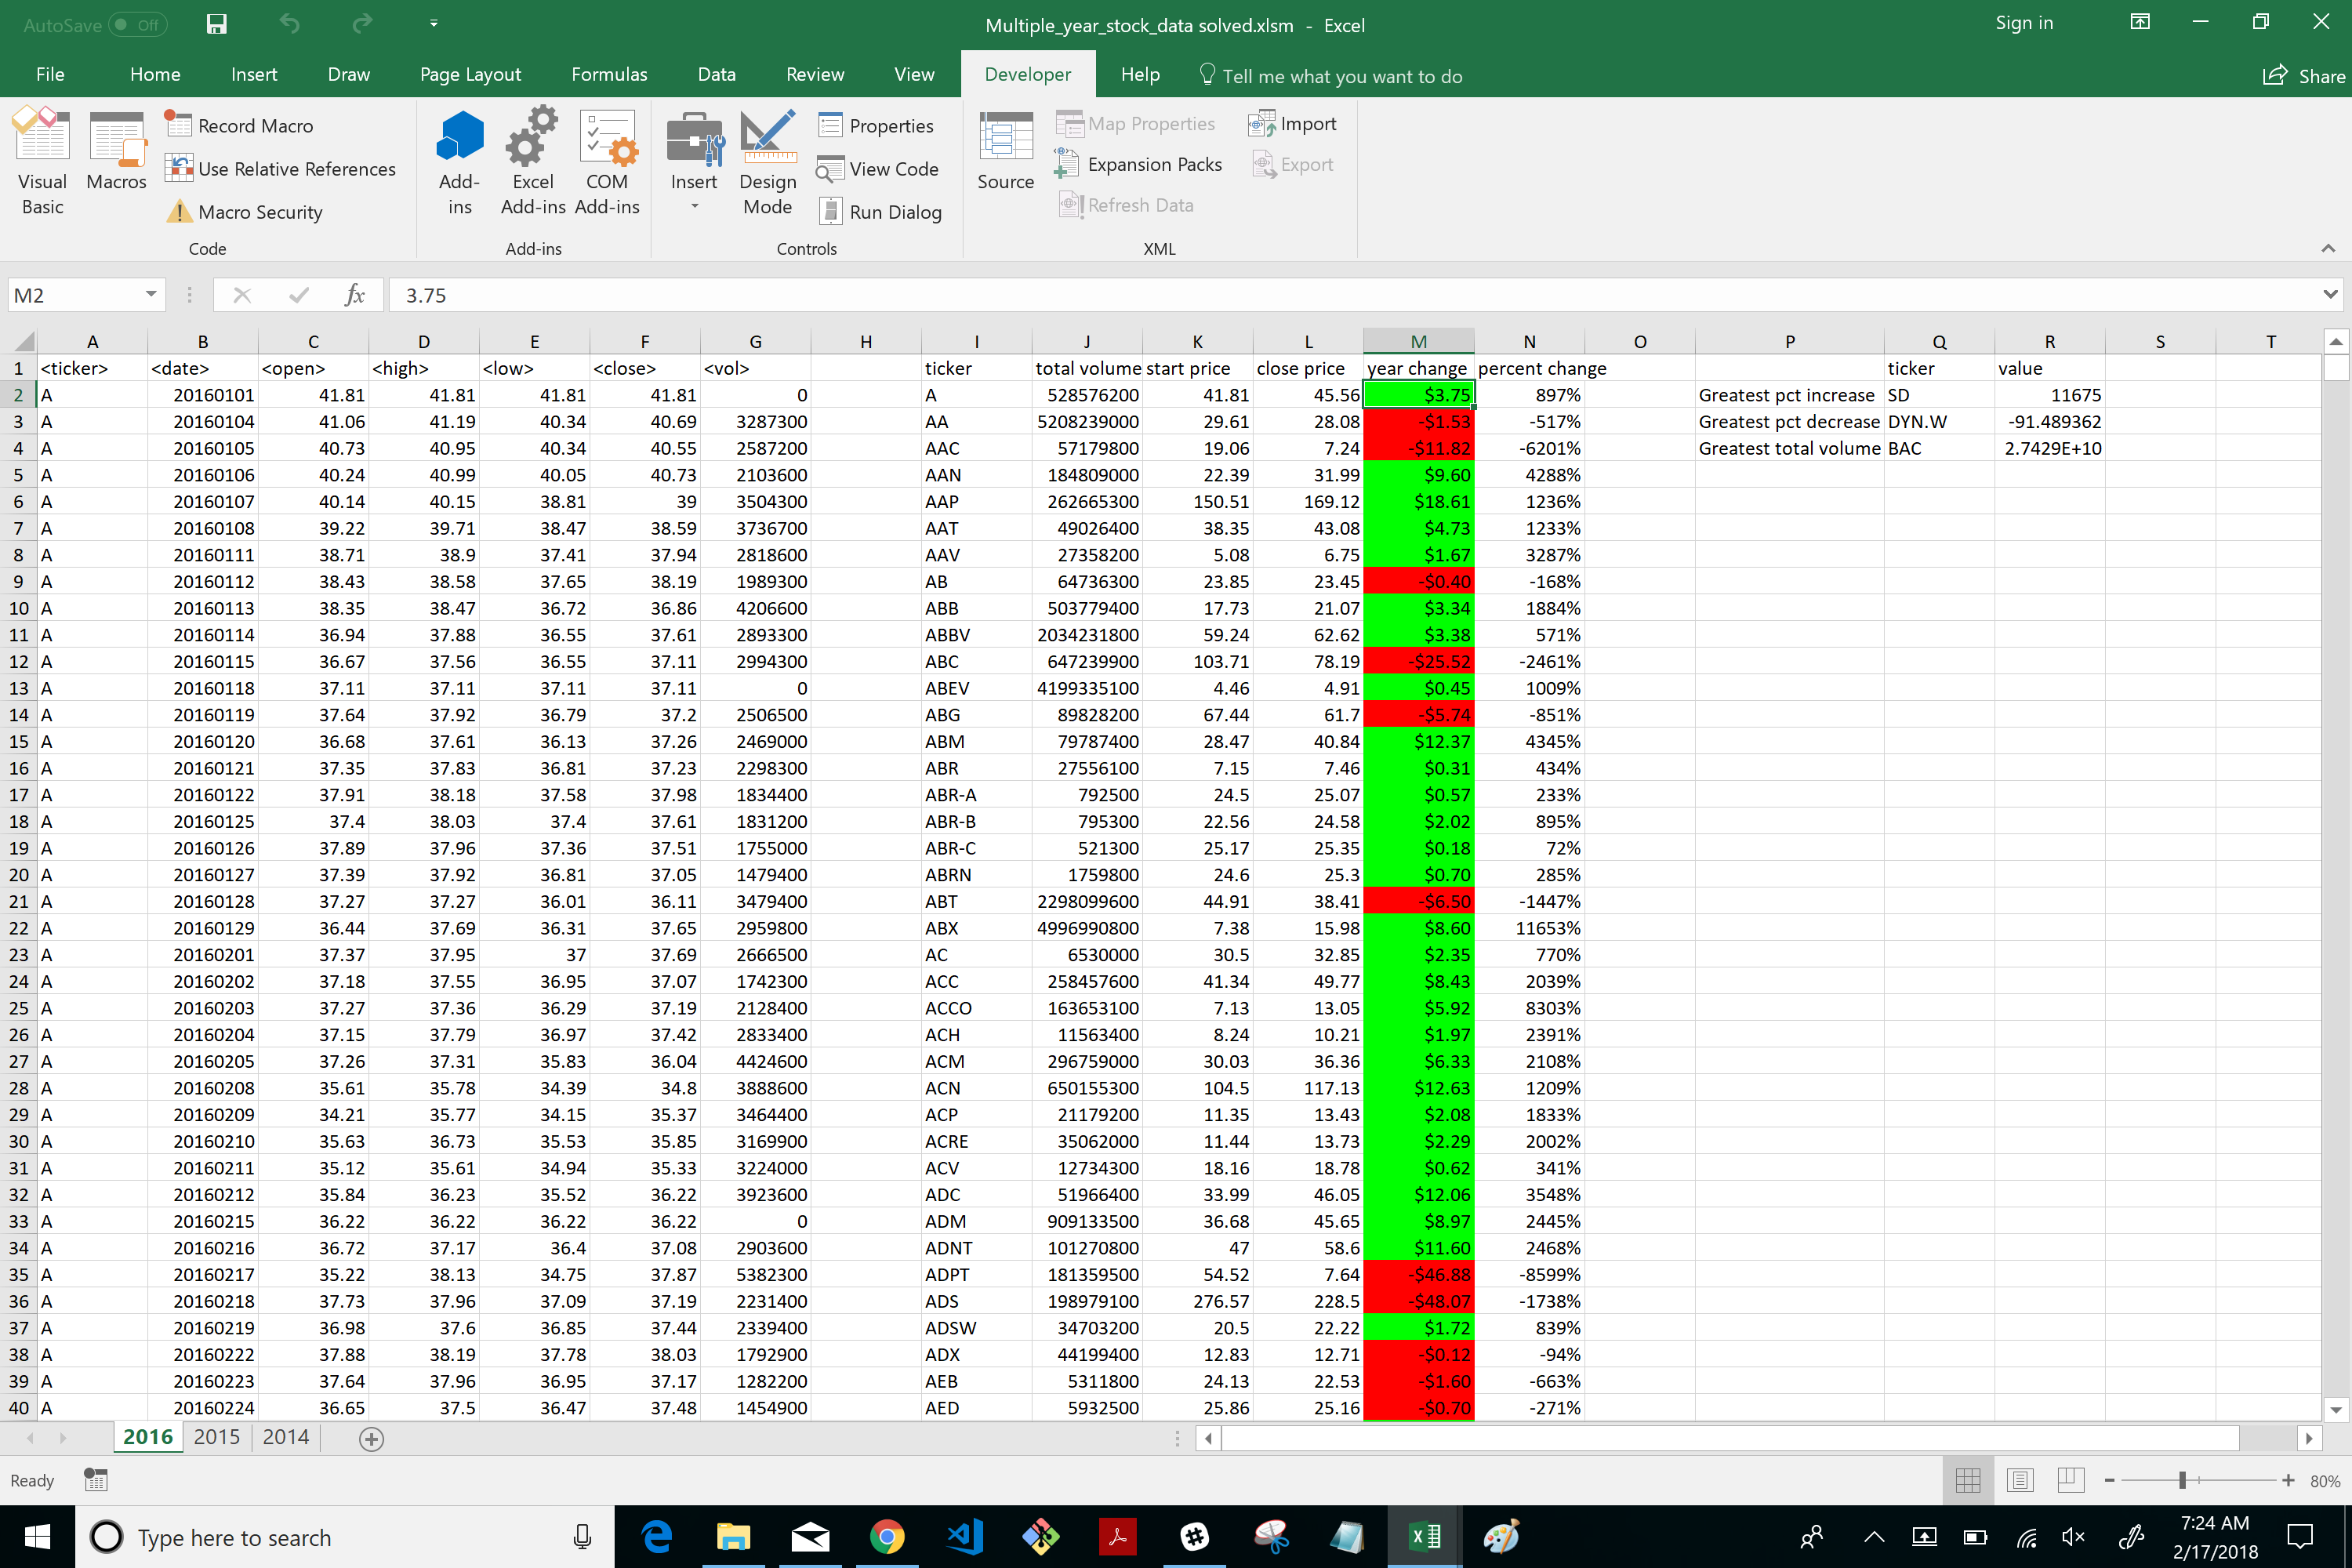 AutoSave Off
Multiple_year_stock_data solved.xlsm - Excel
Sign in
File Home Insert Draw Page Layout Formulas Data Review View Developer Help Tell me what you want to do Share
Visual Basic
Macros
Record Macro
Use Relative References
Macro Security
Code
Add-ins
Excel Add-ins
COM Add-ins
Add-ins
Insert
Design Mode
Properties
View Code
Run Dialog
Controls
Source
Map Properties
Expansion Packs
Refresh Data
Import
Export
XML
M2 fx 3.75
A B C D E F G H I J K L M N O P Q R S T
1 <ticker> <date> <open> <high> <low> <close> <vol> ticker total volume start price close price year change percent change ticker value
2 A 20160101 41.81 41.81 41.81 41.81 0 A 528576200 41.81 45.56 $3.75 897% Greatest pct increase SD 11675
3 A 20160104 41.06 41.19 40.34 40.69 3287300 AA 5208239000 29.61 28.08 -$1.53 -517% Greatest pct decrease DYN.W -91.489362
4 A 20160105 40.73 40.95 40.34 40.55 2587200 AAC 57179800 19.06 7.24 -$11.82 -6201% Greatest total volume BAC 2.7429E+10
5 A 20160106 40.24 40.99 40.05 40.73 2103600 AAN 184809000 22.39 31.99 $9.60 4288%
6 A 20160107 40.14 40.15 38.81 39 3504300 AAP 262665300 150.51 169.12 $18.61 1236%
7 A 20160108 39.22 39.71 38.47 38.59 3736700 AAT 49026400 38.35 43.08 $4.73 1233%
8 A 20160111 38.71 38.9 37.41 37.94 2818600 AAV 27358200 5.08 6.75 $1.67 3287%
9 A 20160112 38.43 38.58 37.65 38.19 1989300 AB 64736300 23.85 23.45 -$0.40 -168%
10 A 20160113 38.35 38.47 36.72 36.86 4206600 ABB 503779400 17.73 21.07 $3.34 1884%
11 A 20160114 36.94 37.88 36.55 37.61 2893300 ABBV 2034231800 59.24 62.62 $3.38 571%
12 A 20160115 36.67 37.56 36.55 37.11 2994300 ABC 647239900 103.71 78.19 -$25.52 -2461%
13 A 20160118 37.11 37.11 37.11 37.11 0 ABEV 4199335100 4.46 4.91 $0.45 1009%
14 A 20160119 37.64 37.92 36.79 37.2 2506500 ABG 89828200 67.44 61.7 -$5.74 -851%
15 A 20160120 36.68 37.61 36.13 37.26 2469000 ABM 79787400 28.47 40.84 $12.37 4345%
16 A 20160121 37.35 37.83 36.81 37.23 2298300 ABR 27556100 7.15 7.46 $0.31 434%
17 A 20160122 37.91 38.18 37.58 37.98 1834400 ABR-A 792500 24.5 25.07 $0.57 233%
18 A 20160125 37.4 38.03 37.4 37.61 1831200 ABR-B 795300 22.56 24.58 $2.02 895%
19 A 20160126 37.89 37.96 37.36 37.51 1755000 ABR-C 521300 25.17 25.35 $0.18 72%
20 A 20160127 37.39 37.92 36.81 37.05 1479400 ABRN 1759800 24.6 25.3 $0.70 285%
21 A 20160128 37.27 37.27 36.01 36.11 3479400 ABT 2298099600 44.91 38.41 -$6.50 -1447%
22 A 20160129 36.44 37.69 36.31 37.65 2959800 ABX 4996990800 7.38 15.98 $8.60 11653%
23 A 20160201 37.37 37.95 37 37.69 2666500 AC 6530000 30.5 32.85 $2.35 770%
24 A 20160202 37.18 37.55 36.95 37.07 1742300 ACC 258457600 41.34 49.77 $8.43 2039%
25 A 20160203 37.27 37.36 36.29 37.19 2128400 ACCO 163653100 7.13 13.05 $5.92 8303%
26 A 20160204 37.15 37.79 36.97 37.42 2833400 ACH 11563400 8.24 10.21 $1.97 2391%
27 A 20160205 37.26 37.31 35.83 36.04 4424600 ACM 296759000 30.03 36.36 $6.33 2108%
28 A 20160208 35.61 35.78 34.39 34.8 3888600 ACN 650155300 104.5 117.13 $12.63 1209%
29 A 20160209 34.21 35.77 34.15 35.37 3464400 ACP 21179200 11.35 13.43 $2.08 1833%
30 A 20160210 35.63 36.73 35.53 35.85 3169900 ACRE 35062000 11.44 13.73 $2.29 2002%
31 A 20160211 35.12 35.61 34.94 35.33 3224000 ACV 12734300 18.16 18.78 $0.62 341%
32 A 20160212 35.84 36.23 35.52 36.22 3923600 ADC 51966400 33.99 46.05 $12.06 3548%
33 A 20160215 36.22 36.22 36.22 36.22 0 ADM 909133500 36.68 45.65 $8.97 2445%
34 A 20160216 36.72 37.17 36.4 37.08 2903600 ADNT 101270800 47 58.6 $11.60 2468%
35 A 20160217 35.22 38.13 34.75 37.87 5382300 ADPT 181359500 54.52 7.64 -$46.88 -8599%
36 A 20160218 37.73 37.96 37.09 37.19 2231400 ADS 198979100 276.57 228.5 -$48.07 -1738%
37 A 20160219 36.98 37.6 36.85 37.44 2339400 ADSW 34703200 20.5 22.22 $1.72 839%
38 A 20160222 37.88 38.19 37.78 38.03 1792900 ADX 44199400 12.83 12.71 -$0.12 -94%
39 A 20160223 37.64 37.96 36.95 37.17 1282200 AEB 5311800 24.13 22.53 -$1.60 -663%
40 A 20160224 36.65 37.5 36.47 37.48 1454900 AED 5932500 25.86 25.16 -$0.70 -271%
2016 2015 2014
Ready 80%
Type here to search
7:24 AM
2/17/2018